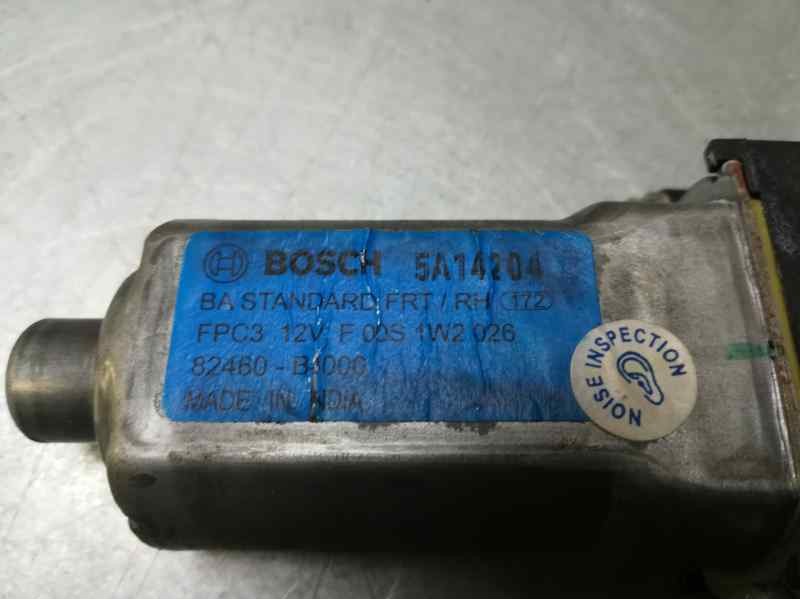 BOSCH 5A14204
BA STANDARD FRT / RH 172
FPC3 12V F 00S 1W2 026
MADE IN INDIA
NOISE INSPECTION